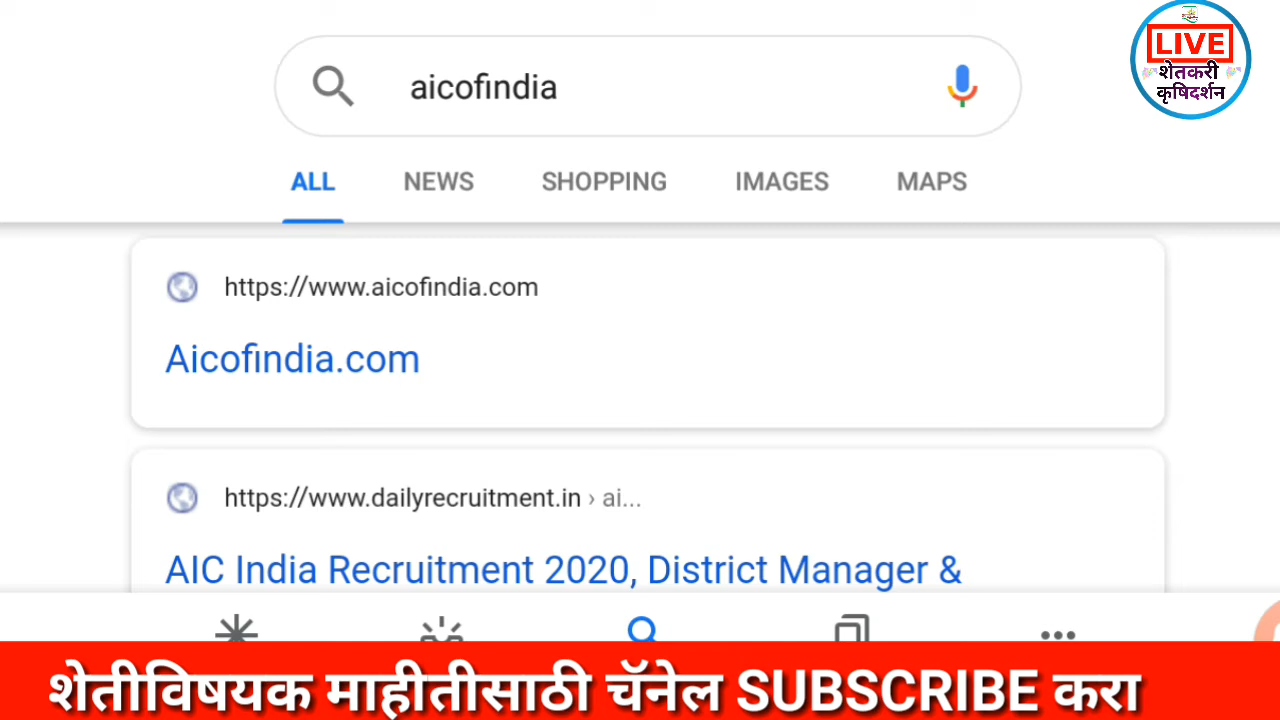 aicofindia
LIVE
शेतकरी
कृषिदर्शन
ALL NEWS SHOPPING IMAGES MAPS
https://www.aicofindia.com
Aicofindia.com
https://www.dailyrecruitment.in › ai...
AIC India Recruitment 2020, District Manager &
शेतीविषयक माहीतीसाठी चॅनेल SUBSCRIBE करा